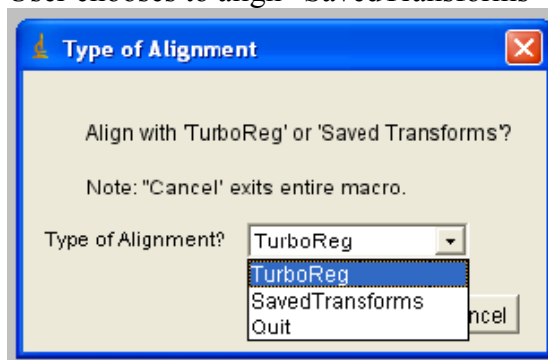 User chooses to align "SavedTransforms"
Type of Alignment
Align with 'TurboReg' or 'Saved Transforms'?
Note: "Cancel' exits entire macro.
Type of Alignment? TurboReg
TurboReg
SavedTransforms
Quit
ncel